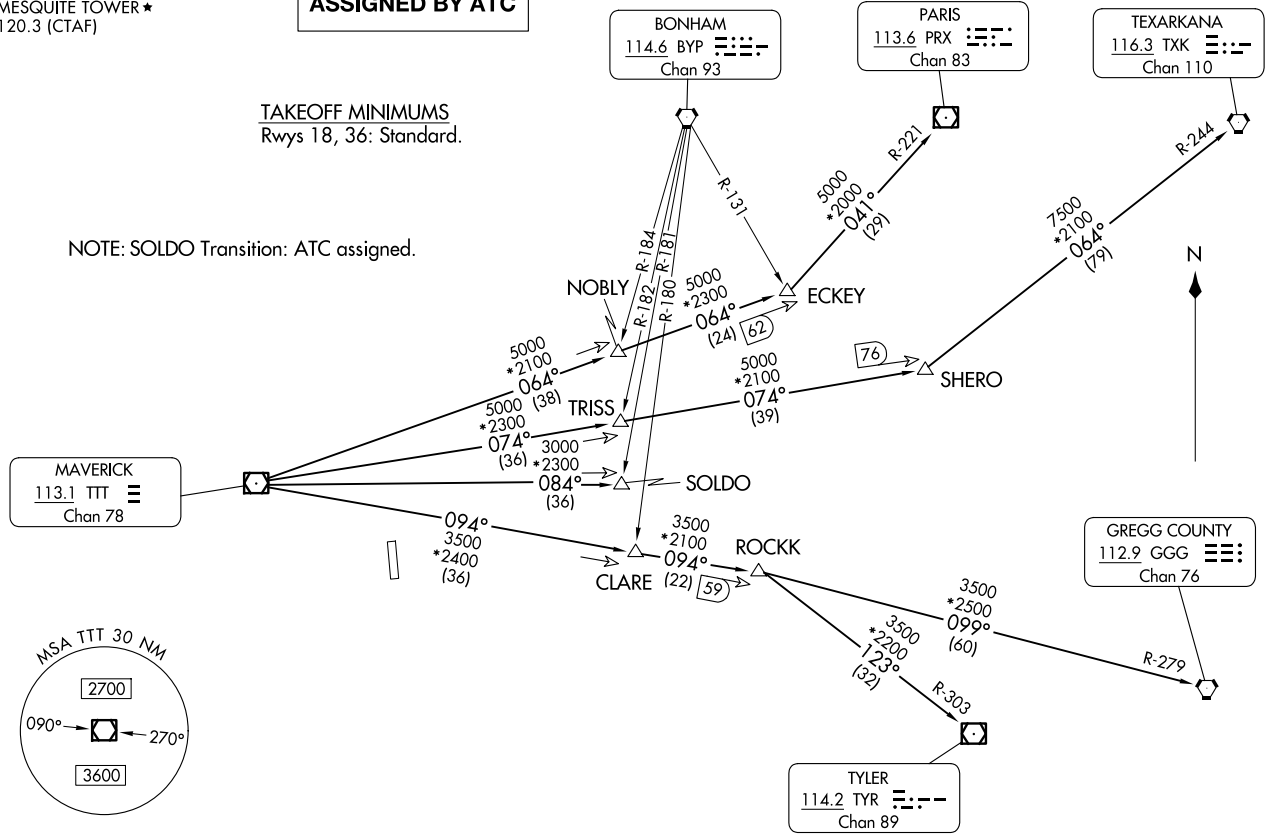 MESQUITE TOWER★
120.3 (CTAF)
ASSIGNED BY ATC
TAKEOFF MINIMUMS
Rwys 18, 36: Standard.
NOTE: SOLDO Transition: ATC assigned.
BONHAM
114.6 BYP
Chan 93
PARIS
113.6 PRX
Chan 83
TEXARKANA
116.3 TXK
Chan 110
R-221
R-244
R-131
5000
*2000
041°
(29)
7500
*2100
064°
(79)
N
R-184
R-181
R-182
R-180
NOBLY
5000
*2300
064°
(24)
62
ECKEY
5000
*2100
064°
(38)
TRISS
5000
*2100
074°
(39)
76
SHERO
5000
*2300
074°
(36)
3000
*2300
084°
(36)
SOLDO
MAVERICK
113.1 TTT
Chan 78
094°
3500
*2400
(36)
CLARE
3500
*2100
094°
(22)
59
ROCKK
GREGG COUNTY
112.9 GGG
Chan 76
3500
*2500
099°
(60)
R-279
3500
*2200
123°
(32)
R-303
MSA TTT 30 NM
2700
090°
270°
3600
TYLER
114.2 TYR
Chan 89